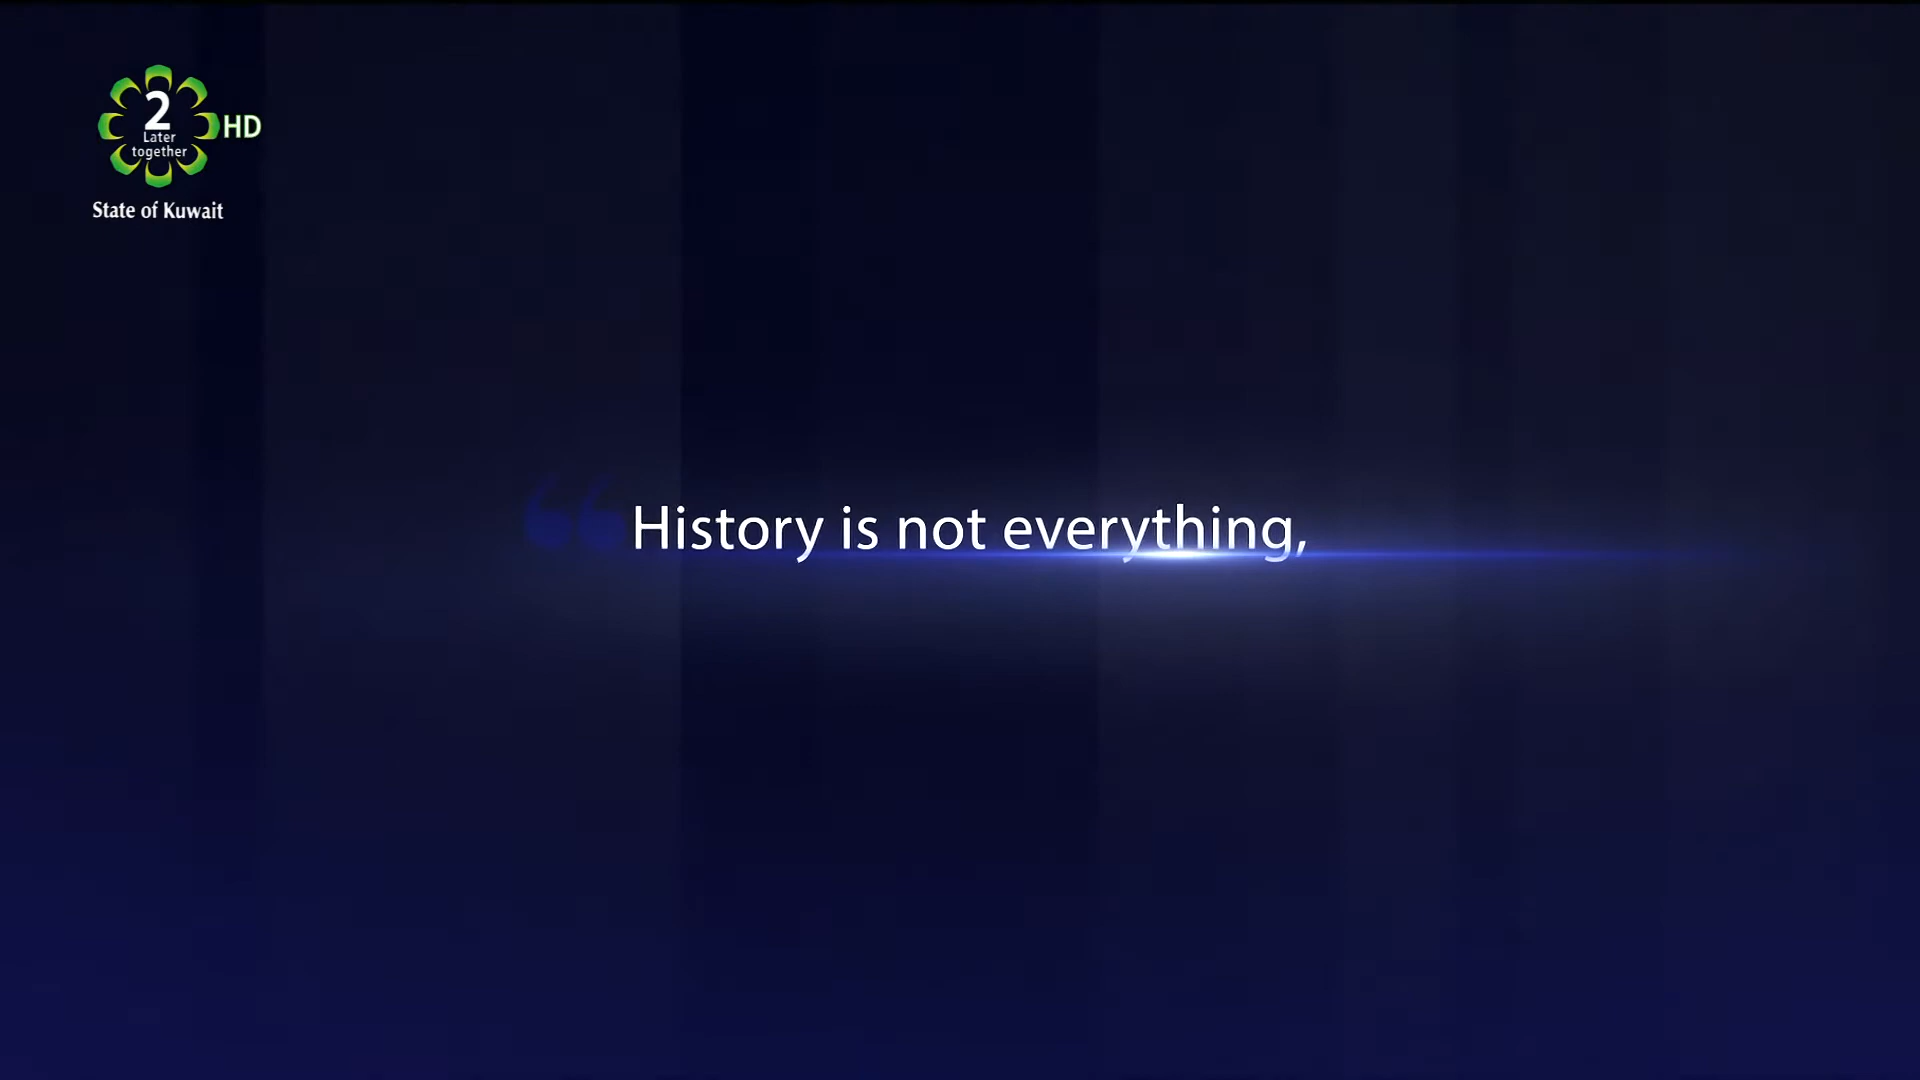 2
Later
together
HD
State of Kuwait
“History is not everything,